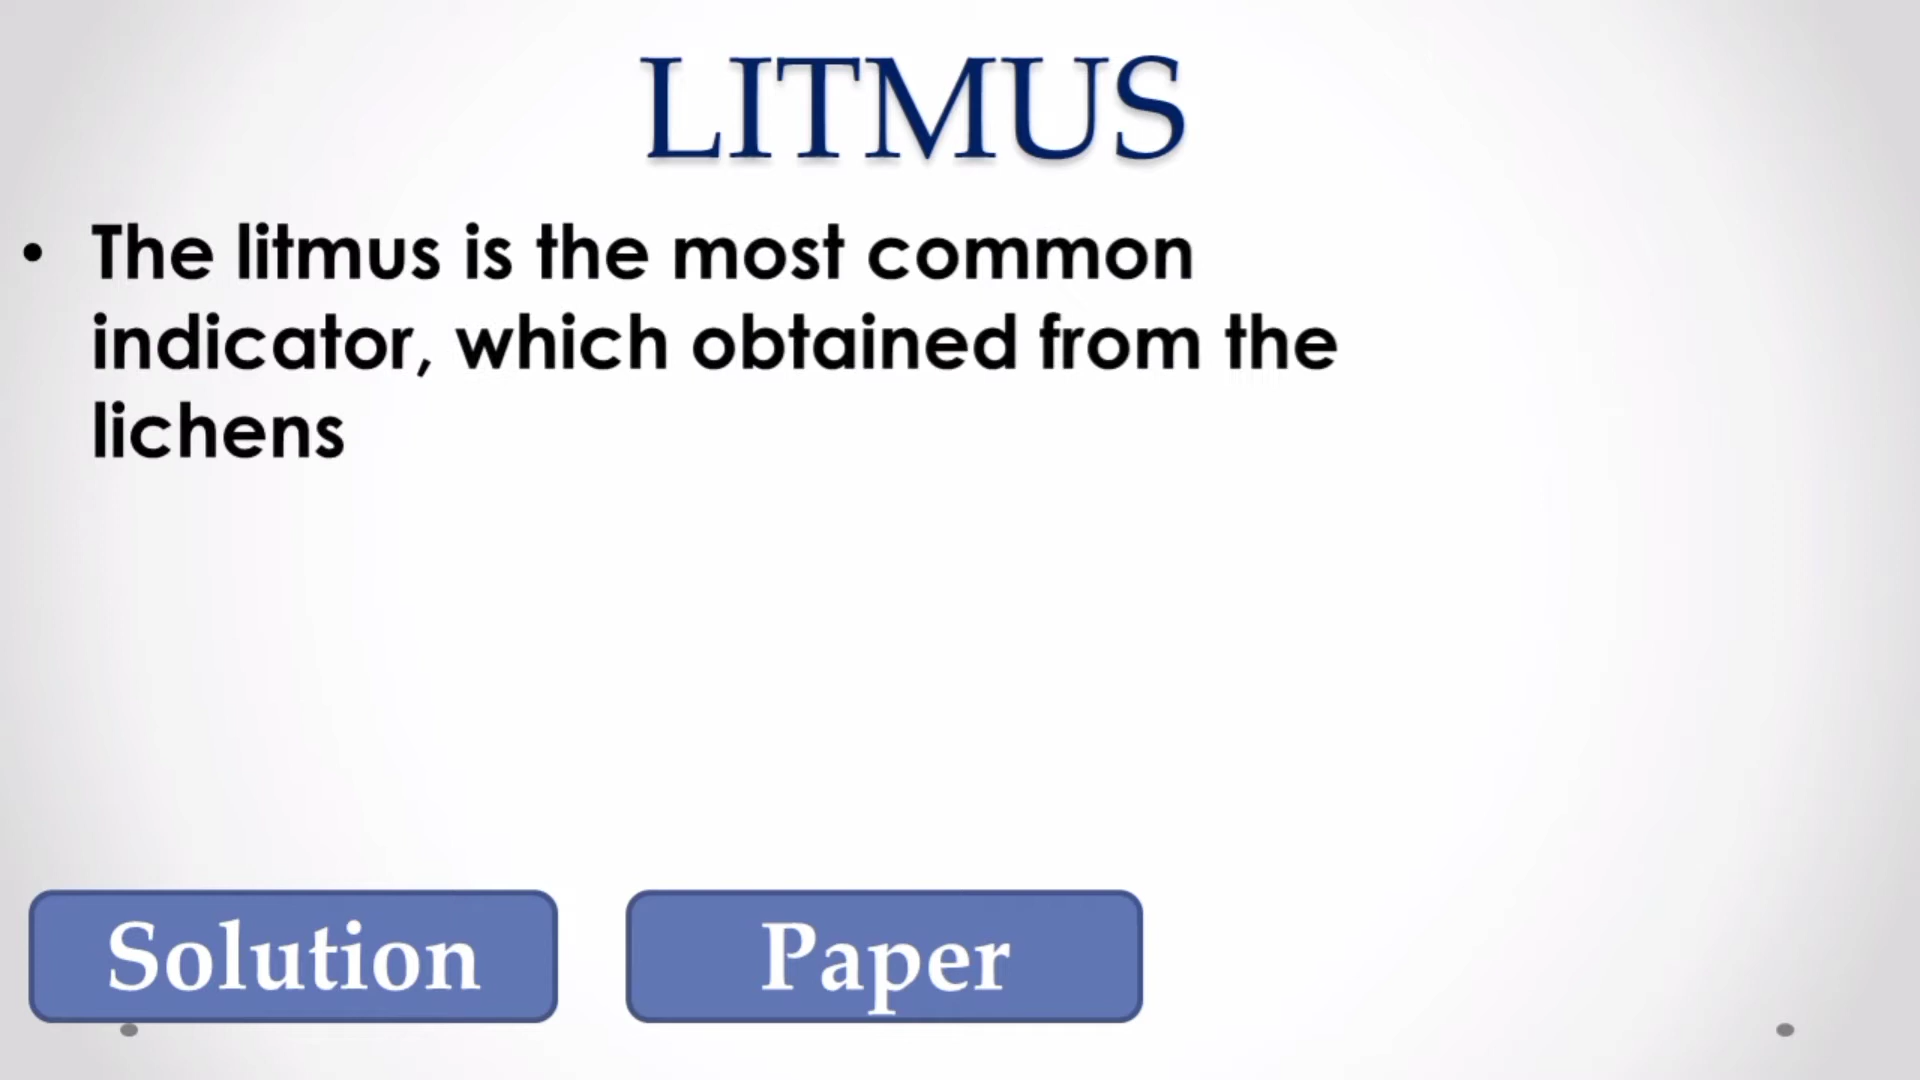 LITMUS
• The litmus is the most common
indicator, which obtained from the
lichens
Solution
Paper